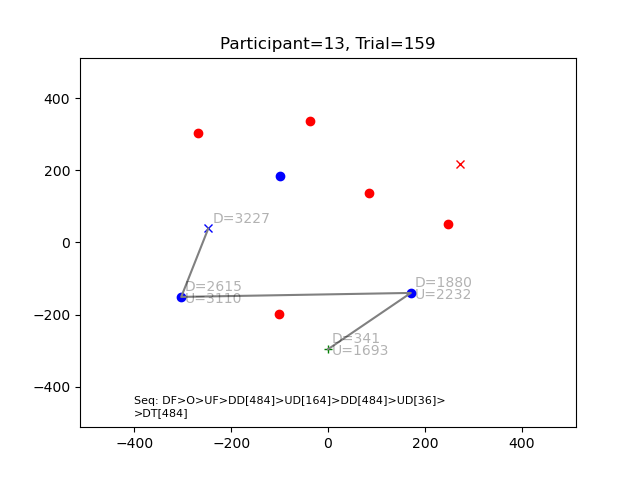 Participant=13, Trial=159
400
200
0
−200
−400
D=3227
D=2615
U=3110
D=1880
U=2232
D=341
U=1693
Seq: DF>O>UF>DD[484]>UD[164]>DD[484]>UD[36]>
>DT[484]
−400 −200 0 200 400